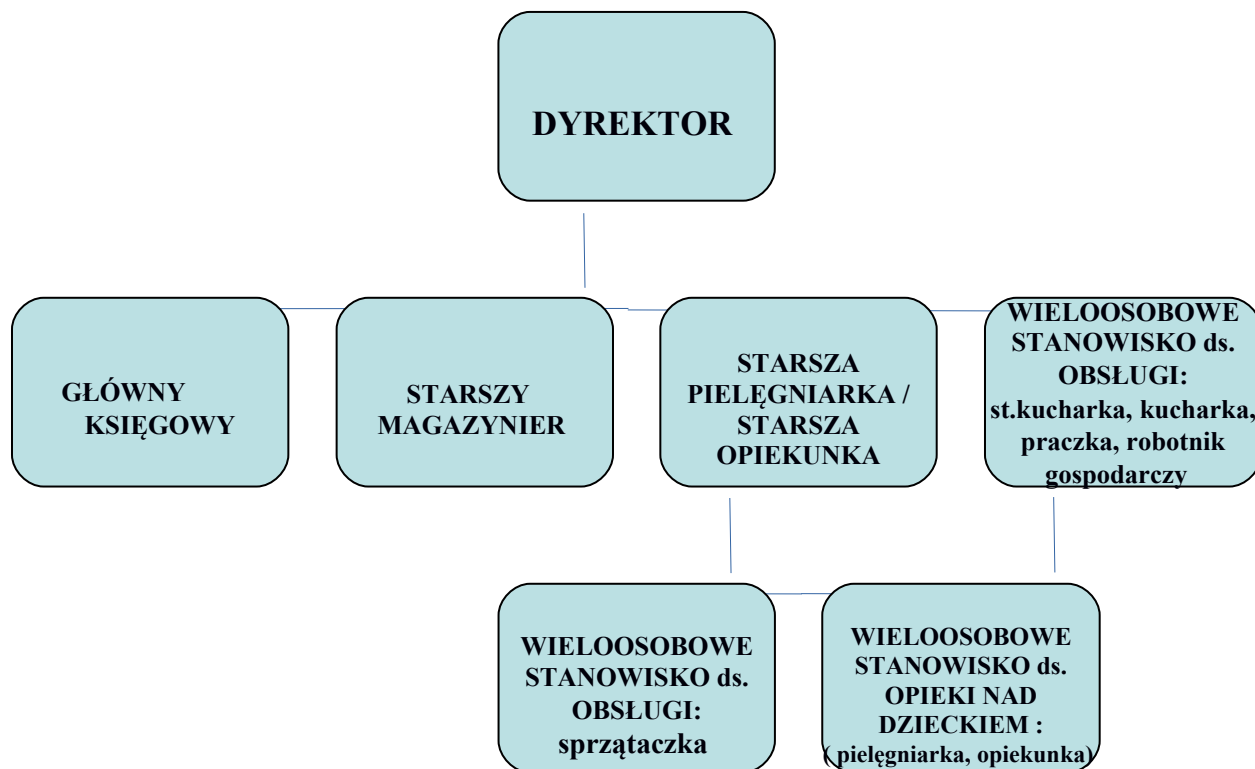 DYREKTOR
GŁÓWNY
KSIĘGOWY
STARSZY
MAGAZYNIER
STARSZA
PIELĘGNIARKA /
STARSZA
OPIEKUNKA
WIELOOSOBOWE
STANOWISKO ds.
OBSŁUGI:
st.kucharka, kucharka,
praczka, robotnik
gospodarczy
WIELOOSOBOWE
STANOWISKO ds.
OBSŁUGI:
sprzątaczka
WIELOOSOBOWE
STANOWISKO ds.
OPIEKI NAD
DZIECKIEM :
( pielęgniarka, opiekunka)